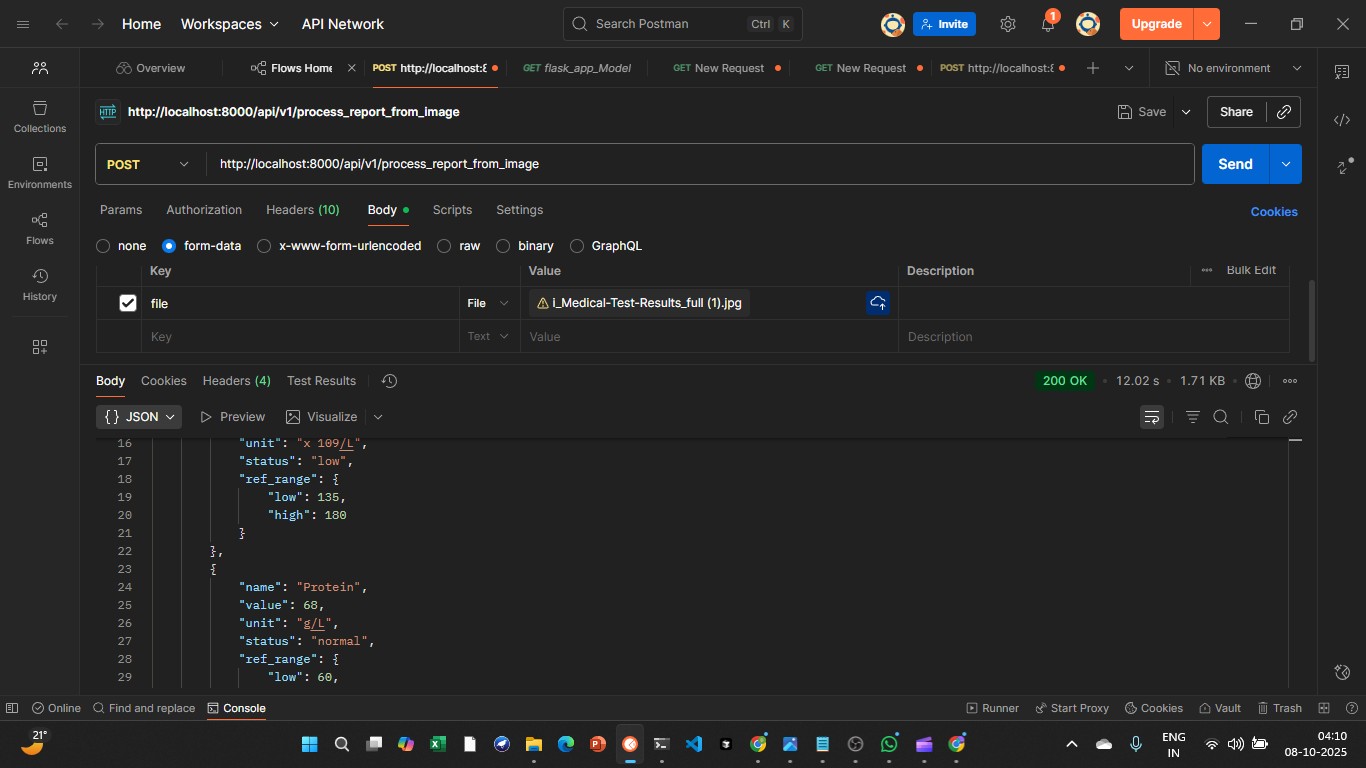 Home Workspaces API Network Search Postman Ctrl K Invite 1 Upgrade
Overview Flows Home POST http://localhost:8 GET flask_app_Model GET New Request GET New Request POST http://localhost:8 No environment
HTTP http://localhost:8000/api/v1/process_report_from_image Save Share
Collections
POST http://localhost:8000/api/v1/process_report_from_image Send
Environments
Params Authorization Headers (10) Body Scripts Settings Cookies
Flows
none form-data x-www-form-urlencoded raw binary GraphQL
Key Value Description Bulk Edit
History
file File i_Medical-Test-Results_full (1).jpg
Key Text Value Description
Body Cookies Headers (4) Test Results 200 OK • 12.02 s • 1.71 KB
{} JSON Preview Visualize
16 "unit": "x 109/L",
17 "status": "low",
18 "ref_range": {
19 "low": 135,
20 "high": 180
21 }
22 },
23 {
24 "name": "Protein",
25 "value": 68,
26 "unit": "g/L",
27 "status": "normal",
28 "ref_range": {
29 "low": 60,
Online Find and replace Console Runner Start Proxy Cookies Vault Trash
21° ENG 04:10
IN 08-10-2025